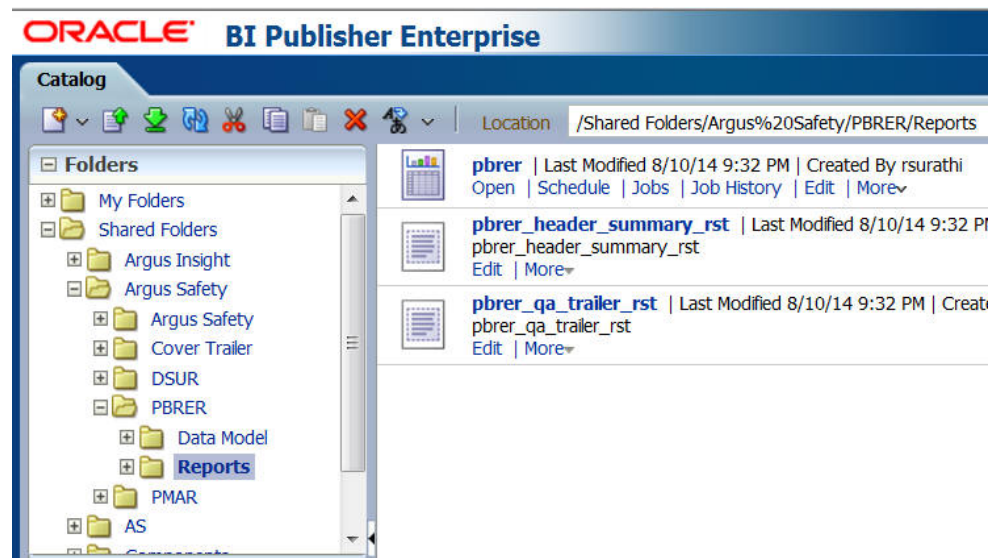 ORACLE BI Publisher Enterprise
Catalog
Location /Shared Folders/Argus%20Safety/PBRER/Reports
Folders
My Folders
Shared Folders
Argus Insight
Argus Safety
Argus Safety
Cover Trailer
DSUR
PBRER
Data Model
Reports
PMAR
AS
pbrer | Last Modified 8/10/14 9:32 PM | Created By rsurathi
Open | Schedule | Jobs | Job History | Edit | More
pbrer_header_summary_rst | Last Modified 8/10/14 9:32
pbrer_header_summary_rst
Edit | More
pbrer_qa_trailer_rst | Last Modified 8/10/14 9:32 PM |
pbrer_qa_trailer_rst
Edit | More